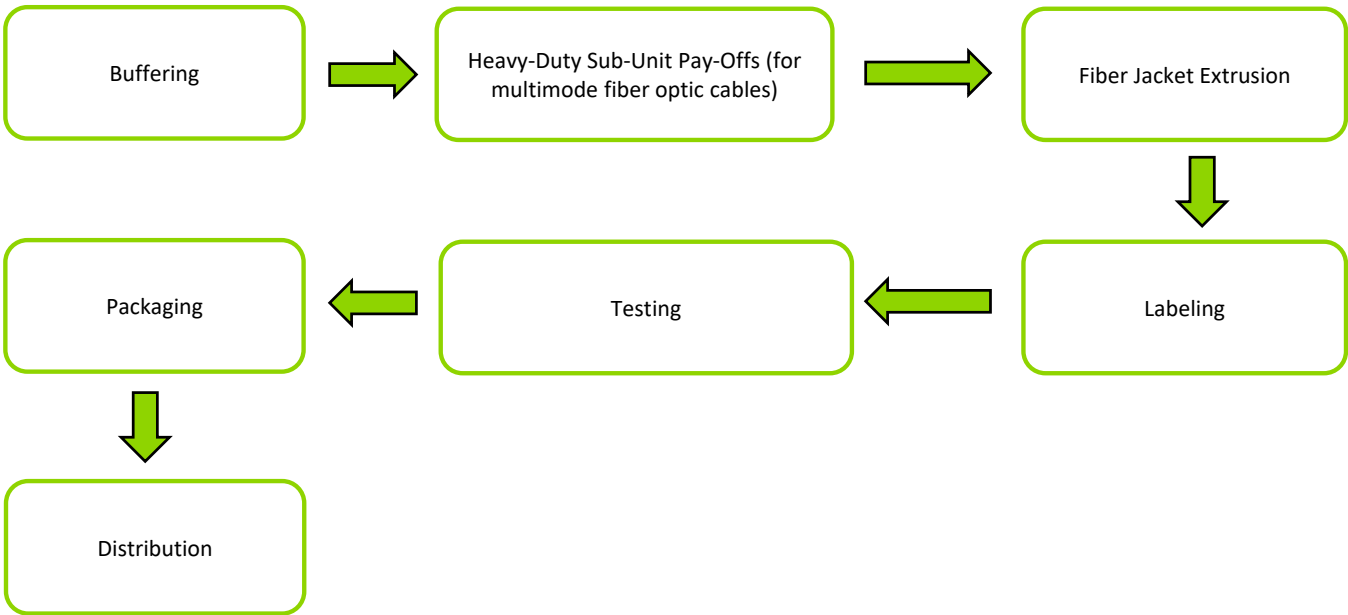 Buffering
Heavy-Duty Sub-Unit Pay-Offs (for
multimode fiber optic cables)
Fiber Jacket Extrusion
Labeling
Testing
Packaging
Distribution